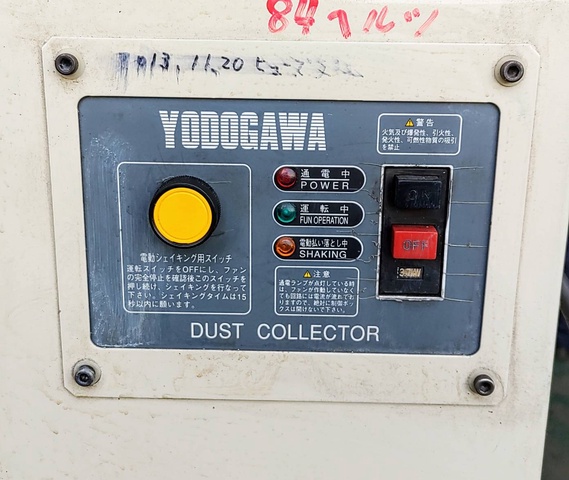 84ヘルツ
13.11.20 ヒューズ
YODOGAWA
警告
火気及び爆発性、引火性、
発火性、可燃性物質の吸引
を禁止
通電中
POWER
運転中
FUN OPERATION
電動払い落とし中
SHAKING
OFF
電動シェイキング用スイッチ
運転スイッチをOFFにし、ファン
の完全停止を確認後このスイッチを
押し続け、シェイキングを行なって
下さい。シェイキングタイムは15
秒以内に願います。
注意
通電ランプが点灯している時
は、ファンが作動していなく
ても回路には電流が流れてお
りますので、絶対に制御ボッ
クスは開けないで下さい。
DUST COLLECTOR